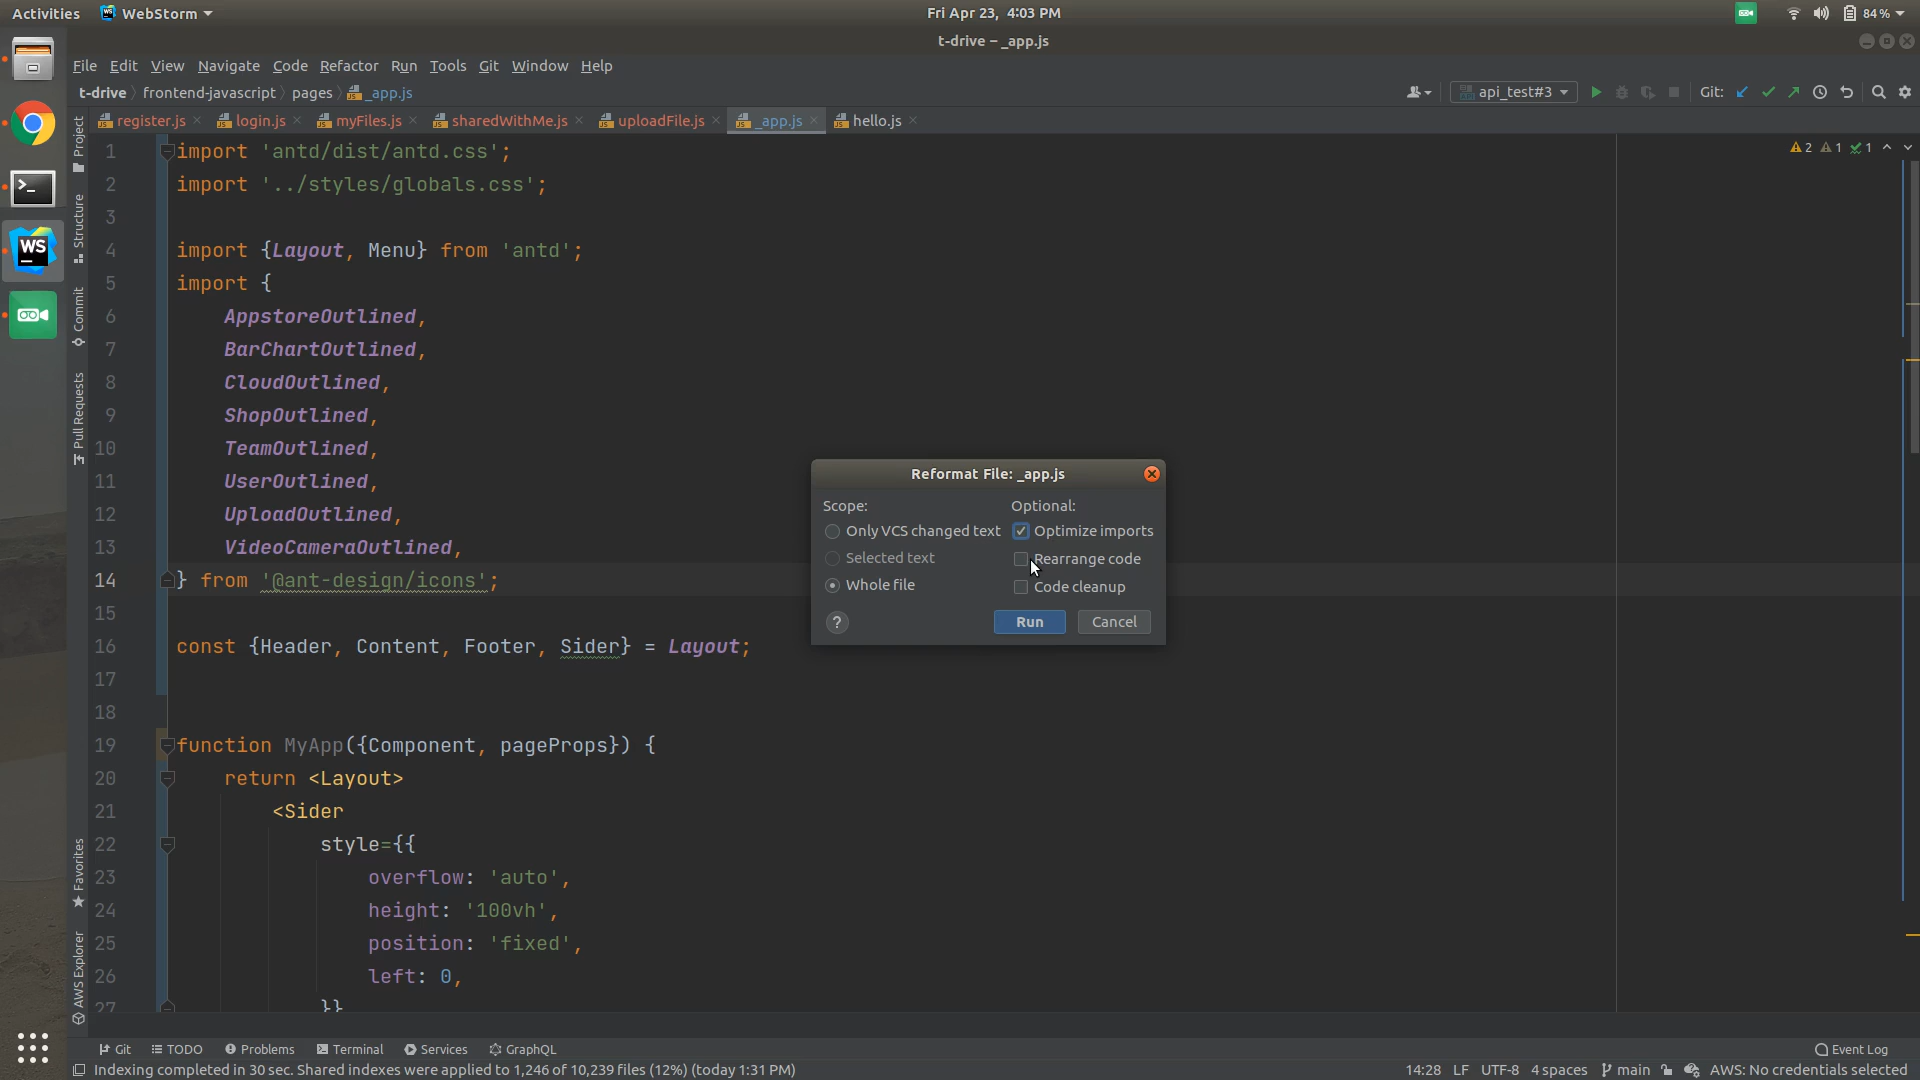 Activities WebStorm Fri Apr 23, 4:03 PM 84 %
t-drive – _app.js
File Edit View Navigate Code Refactor Run Tools Git Window Help
t-drive frontend-javascript pages _app.js api_test#3 Git:
register.js login.js myFiles.js sharedWithMe.js uploadFile.js _app.js hello.js
Project
Structure
Commit
Pull Requests
Favorites
AWS Explorer
2 1 1
1 import 'antd/dist/antd.css';
2 import '../styles/globals.css';
3
4 import {Layout, Menu} from 'antd';
5 import {
6 AppstoreOutlined,
7 BarChartOutlined,
8 CloudOutlined,
9 ShopOutlined,
10 TeamOutlined,
11 UserOutlined,
12 UploadOutlined,
13 VideoCameraOutlined,
14 } from '@ant-design/icons';
15
16 const {Header, Content, Footer, Sider} = Layout;
17
18
19 function MyApp({Component, pageProps}) {
20 return <Layout>
21 <Sider
22 style={{
23 overflow: 'auto',
24 height: '100vh',
25 position: 'fixed',
26 left: 0,
27 }}
Reformat File: _app.js
Scope: Optional:
Only VCS changed text Optimize imports
Selected text Rearrange code
Whole file Code cleanup
? Run Cancel
WS
Git TODO Problems Terminal Services GraphQL Event Log
Indexing completed in 30 sec. Shared indexes were applied to 1,246 of 10,239 files (12%) (today 1:31 PM) 14:28 LF UTF-8 4 spaces main AWS: No credentials selected